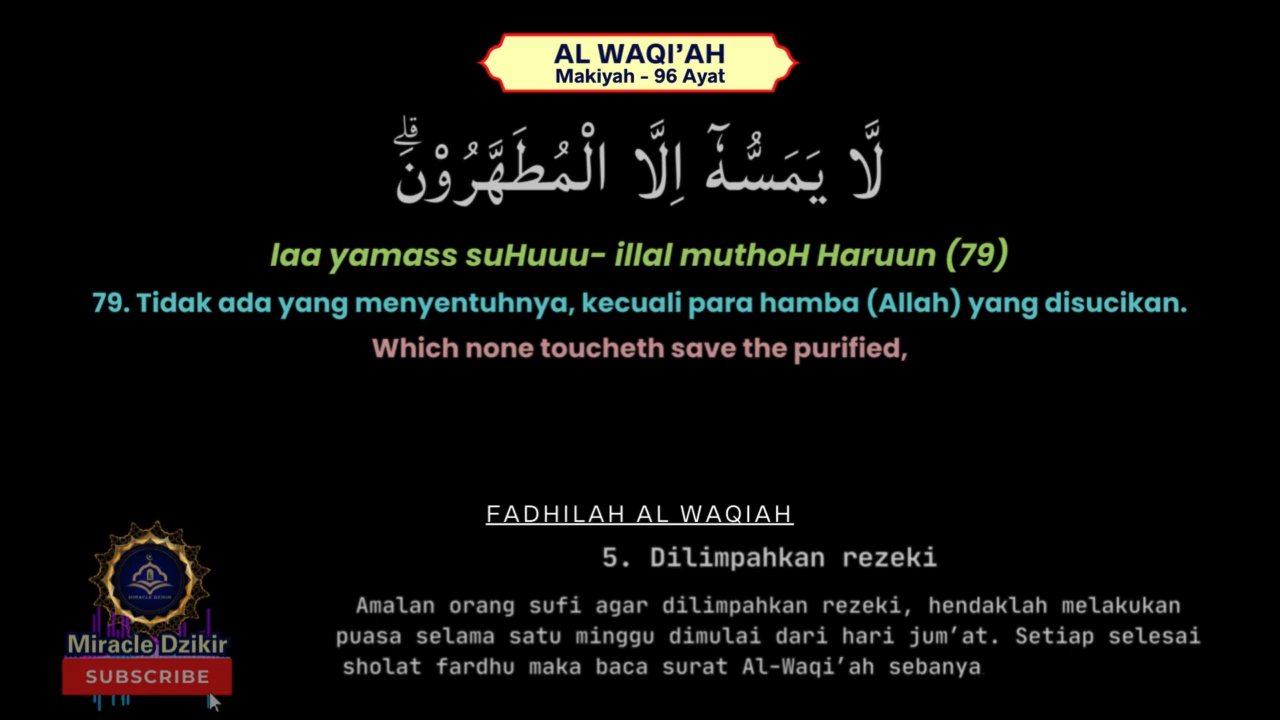 AL WAQI’AH
Makiyah - 96 Ayat
لَّا يَمَسُّهٗٓ اِلَّا الْمُطَهَّرُوْنَۗ
laa yamass suHuuu- illal muthoH Haruun (79)
79. Tidak ada yang menyentuhnya, kecuali para hamba (Allah) yang disucikan.
Which none toucheth save the purified,
FADHILAH AL WAQIAH
5. Dilimpahkan rezeki
Amalan orang sufi agar dilimpahkan rezeki, hendaklah melakukan
puasa selama satu minggu dimulai dari hari jum’at. Setiap selesai
sholat fardhu maka baca surat Al-Waqi’ah sebanya
MIRACLE DZIKIR
Miracle Dzikir
SUBSCRIBE